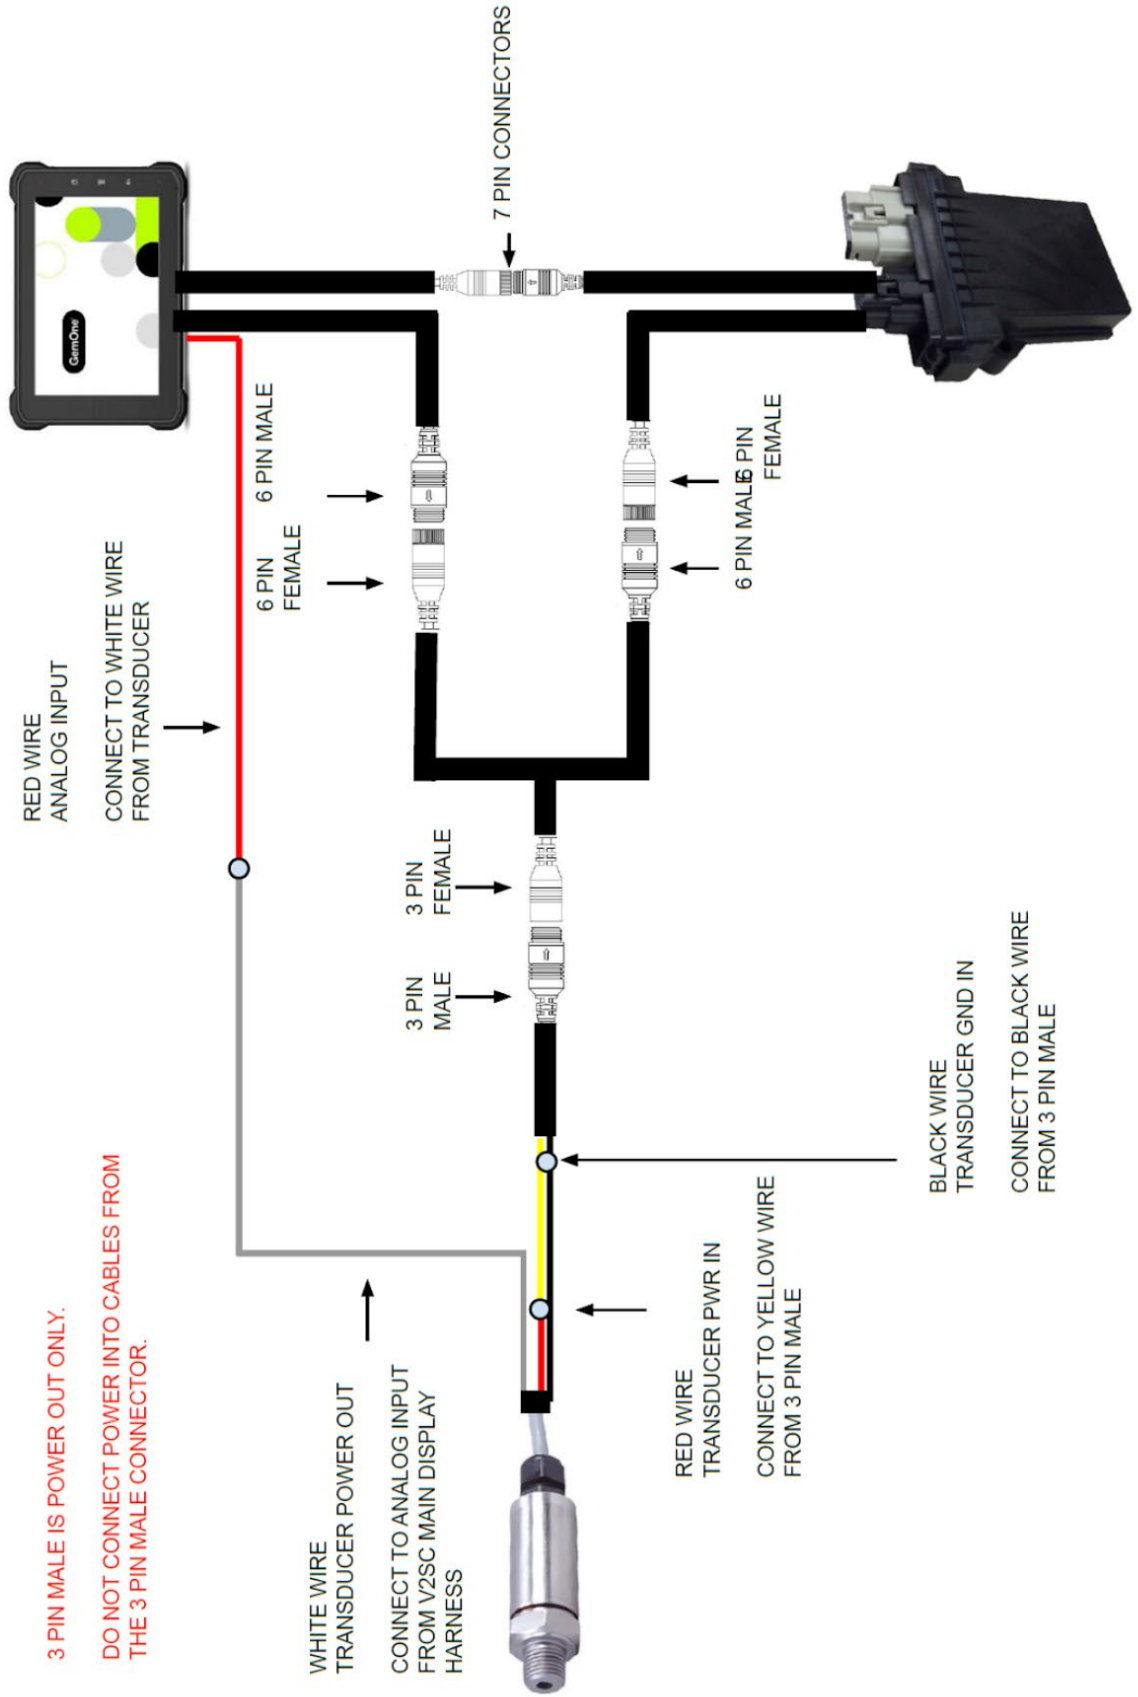 3 PIN MALE IS POWER OUT ONLY.
DO NOT CONNECT POWER INTO CABLES FROM
THE 3 PIN MALE CONNECTOR.
RED WIRE
ANALOG INPUT
CONNECT TO WHITE WIRE
FROM TRANSDUCER
GemOne
WHITE WIRE
TRANSDUCER POWER OUT
CONNECT TO ANALOG INPUT
FROM V2SC MAIN DISPLAY
HARNESS
3 PIN
MALE
3 PIN
FEMALE
6 PIN
FEMALE
6 PIN MALE
7 PIN CONNECTORS
RED WIRE
TRANSDUCER PWR IN
CONNECT TO YELLOW WIRE
FROM 3 PIN MALE
BLACK WIRE
TRANSDUCER GND IN
CONNECT TO BLACK WIRE
FROM 3 PIN MALE
6 PIN MALE
6 PIN
FEMALE